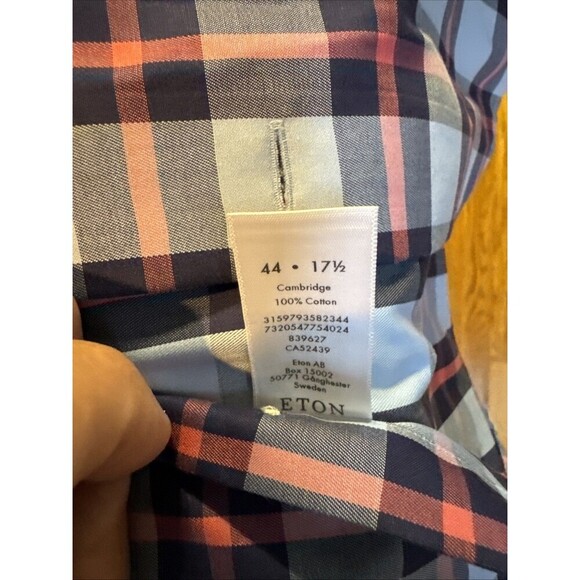 44 • 17½
Cambridge
100% Cotton
3159793582344
7320547754024
839627
CA52439
Eton AB
Box 15002
50771 Gånghester
Sweden
ETON